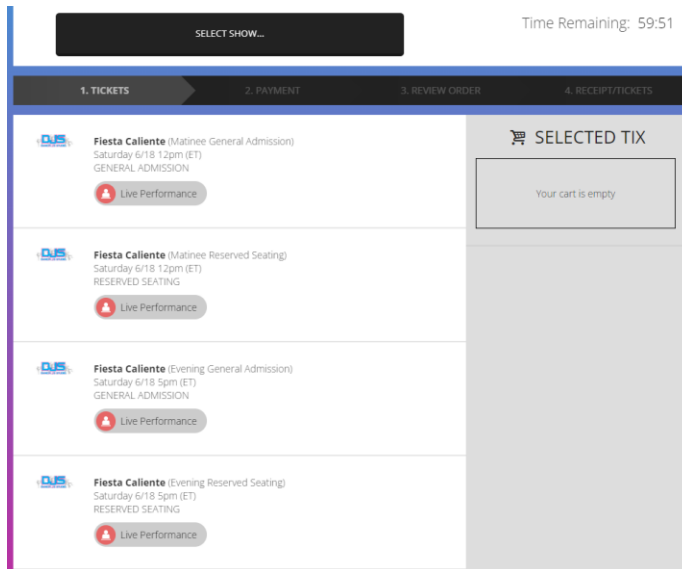 SELECT SHOW...
Time Remaining: 59:51
1. TICKETS
2. PAYMENT
3. REVIEW ORDER
4. RECEIPT/TICKETS
DJS
Fiesta Caliente (Matinee General Admission)
Saturday 6/18 12pm (ET)
GENERAL ADMISSION
Live Performance
DJS
Fiesta Caliente (Matinee Reserved Seating)
Saturday 6/18 12pm (ET)
RESERVED SEATING
Live Performance
DJS
Fiesta Caliente (Evening General Admission)
Saturday 6/18 5pm (ET)
GENERAL ADMISSION
Live Performance
DJS
Fiesta Caliente (Evening Reserved Seating)
Saturday 6/18 5pm (ET)
RESERVED SEATING
Live Performance
SELECTED TIX
Your cart is empty